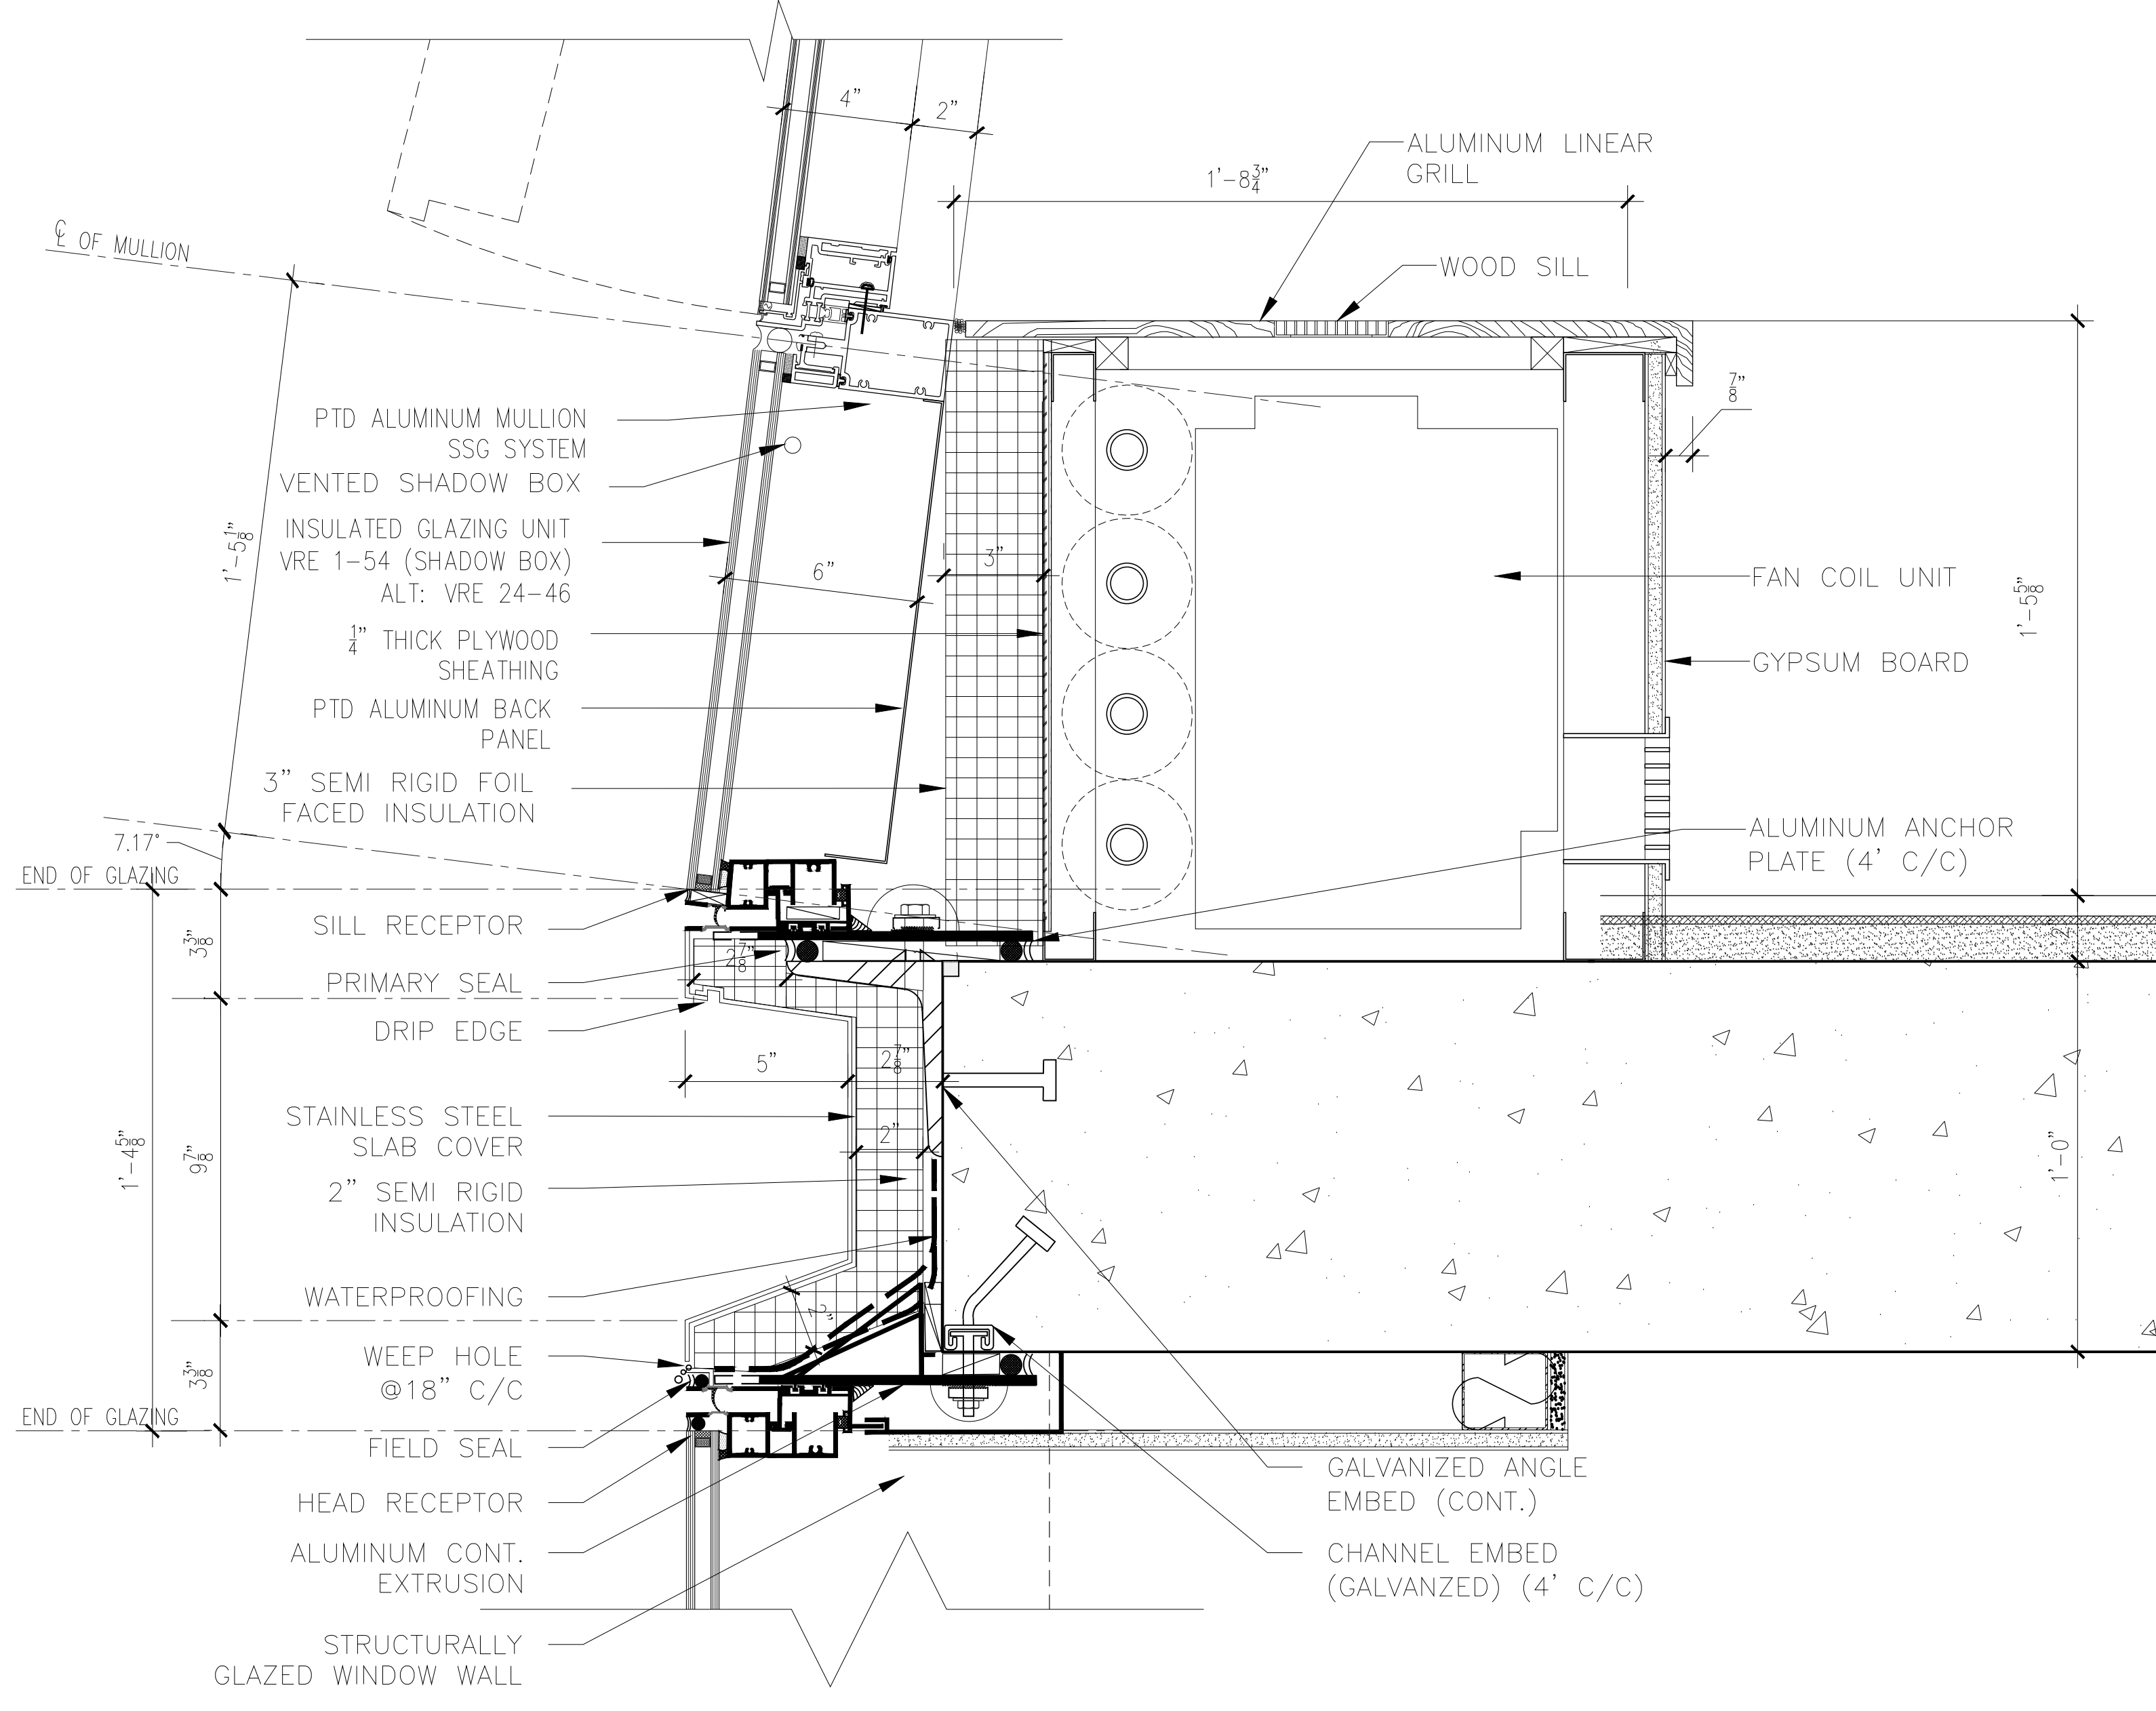 4”
2”
1’-8¾”
ALUMINUM LINEAR
GRILL
℄ OF MULLION
WOOD SILL
⅞”
PTD ALUMINUM MULLION
SSG SYSTEM
VENTED SHADOW BOX
INSULATED GLAZING UNIT
VRE 1-54 (SHADOW BOX)
ALT: VRE 24-46
1’-5⅛”
6”
3”
FAN COIL UNIT
1’-5⅝”
¼” THICK PLYWOOD
SHEATHING
GYPSUM BOARD
PTD ALUMINUM BACK
PANEL
3” SEMI RIGID FOIL
FACED INSULATION
7.17°
ALUMINUM ANCHOR
PLATE (4’ C/C)
END OF GLAZING
SILL RECEPTOR
3⅜”
2⅞”
2”
PRIMARY SEAL
DRIP EDGE
5”
2⅞”
STAINLESS STEEL
SLAB COVER
2”
1’-4⅝”
9⅞”
1’-0”
2” SEMI RIGID
INSULATION
WATERPROOFING
2”
WEEP HOLE
@18” C/C
3⅜”
END OF GLAZING
FIELD SEAL
GALVANIZED ANGLE
EMBED (CONT.)
HEAD RECEPTOR
ALUMINUM CONT.
EXTRUSION
CHANNEL EMBED
(GALVANZED) (4’ C/C)
STRUCTURALLY
GLAZED WINDOW WALL